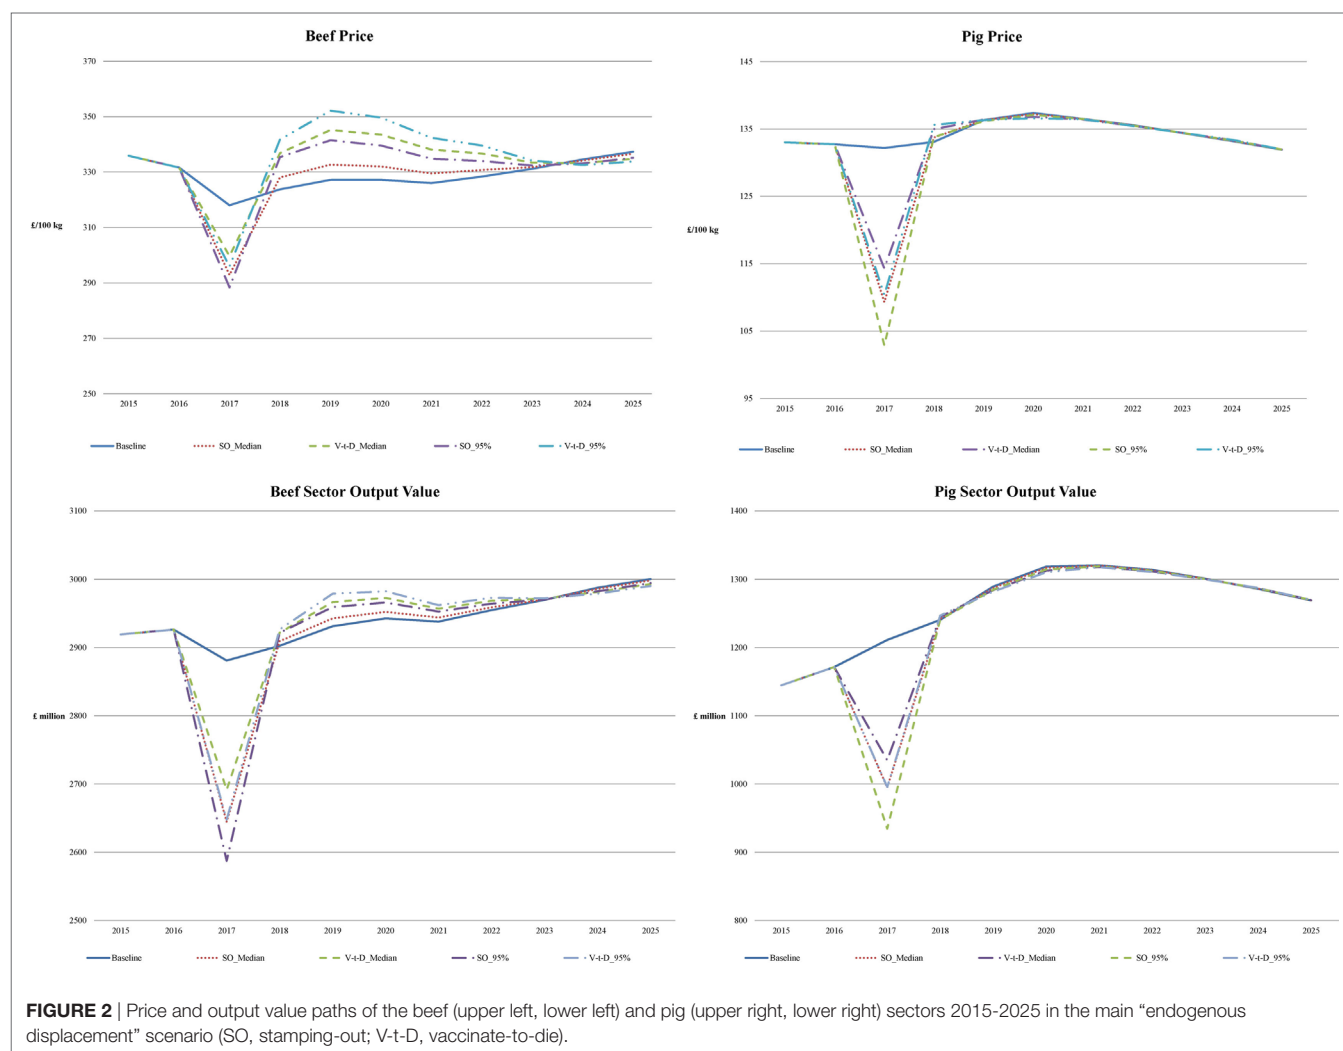 Beef Price
370
350
330
310
£/100 kg
290
270
250
2015 2016 2017 2018 2019 2020 2021 2022 2023 2024 2025
Baseline SO_Median V-t-D_Median SO_95% V-t-D_95%
Pig Price
145
135
125
£/100 kg
115
105
95
2015 2016 2017 2018 2019 2020 2021 2022 2023 2024 2025
Baseline SO_Median V-t-D_Median SO_95% V-t-D_95%
Beef Sector Output Value
3100
3000
2900
2800
£ million
2700
2600
2500
2015 2016 2017 2018 2019 2020 2021 2022 2023 2024 2025
Baseline SO_Median V-t-D_Median SO_95% V-t-D_95%
Pig Sector Output Value
1400
1300
1200
1100
£ million
1000
900
800
2015 2016 2017 2018 2019 2020 2021 2022 2023 2024 2025
Baseline SO_Median V-t-D_Median SO_95% V-t-D_95%
FIGURE 2 | Price and output value paths of the beef (upper left, lower left) and pig (upper right, lower right) sectors 2015-2025 in the main “endogenous
displacement” scenario (SO, stamping-out; V-t-D, vaccinate-to-die).